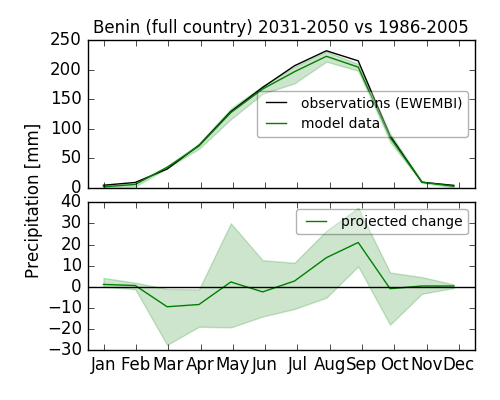 Benin (full country) 2031-2050 vs 1986-2005
Precipitation [mm]
250
200
150
100
50
0
observations (EWEMBI)
model data
40
30
20
10
0
−10
−20
−30
projected change
Jan Feb Mar Apr May Jun Jul Aug Sep Oct Nov Dec